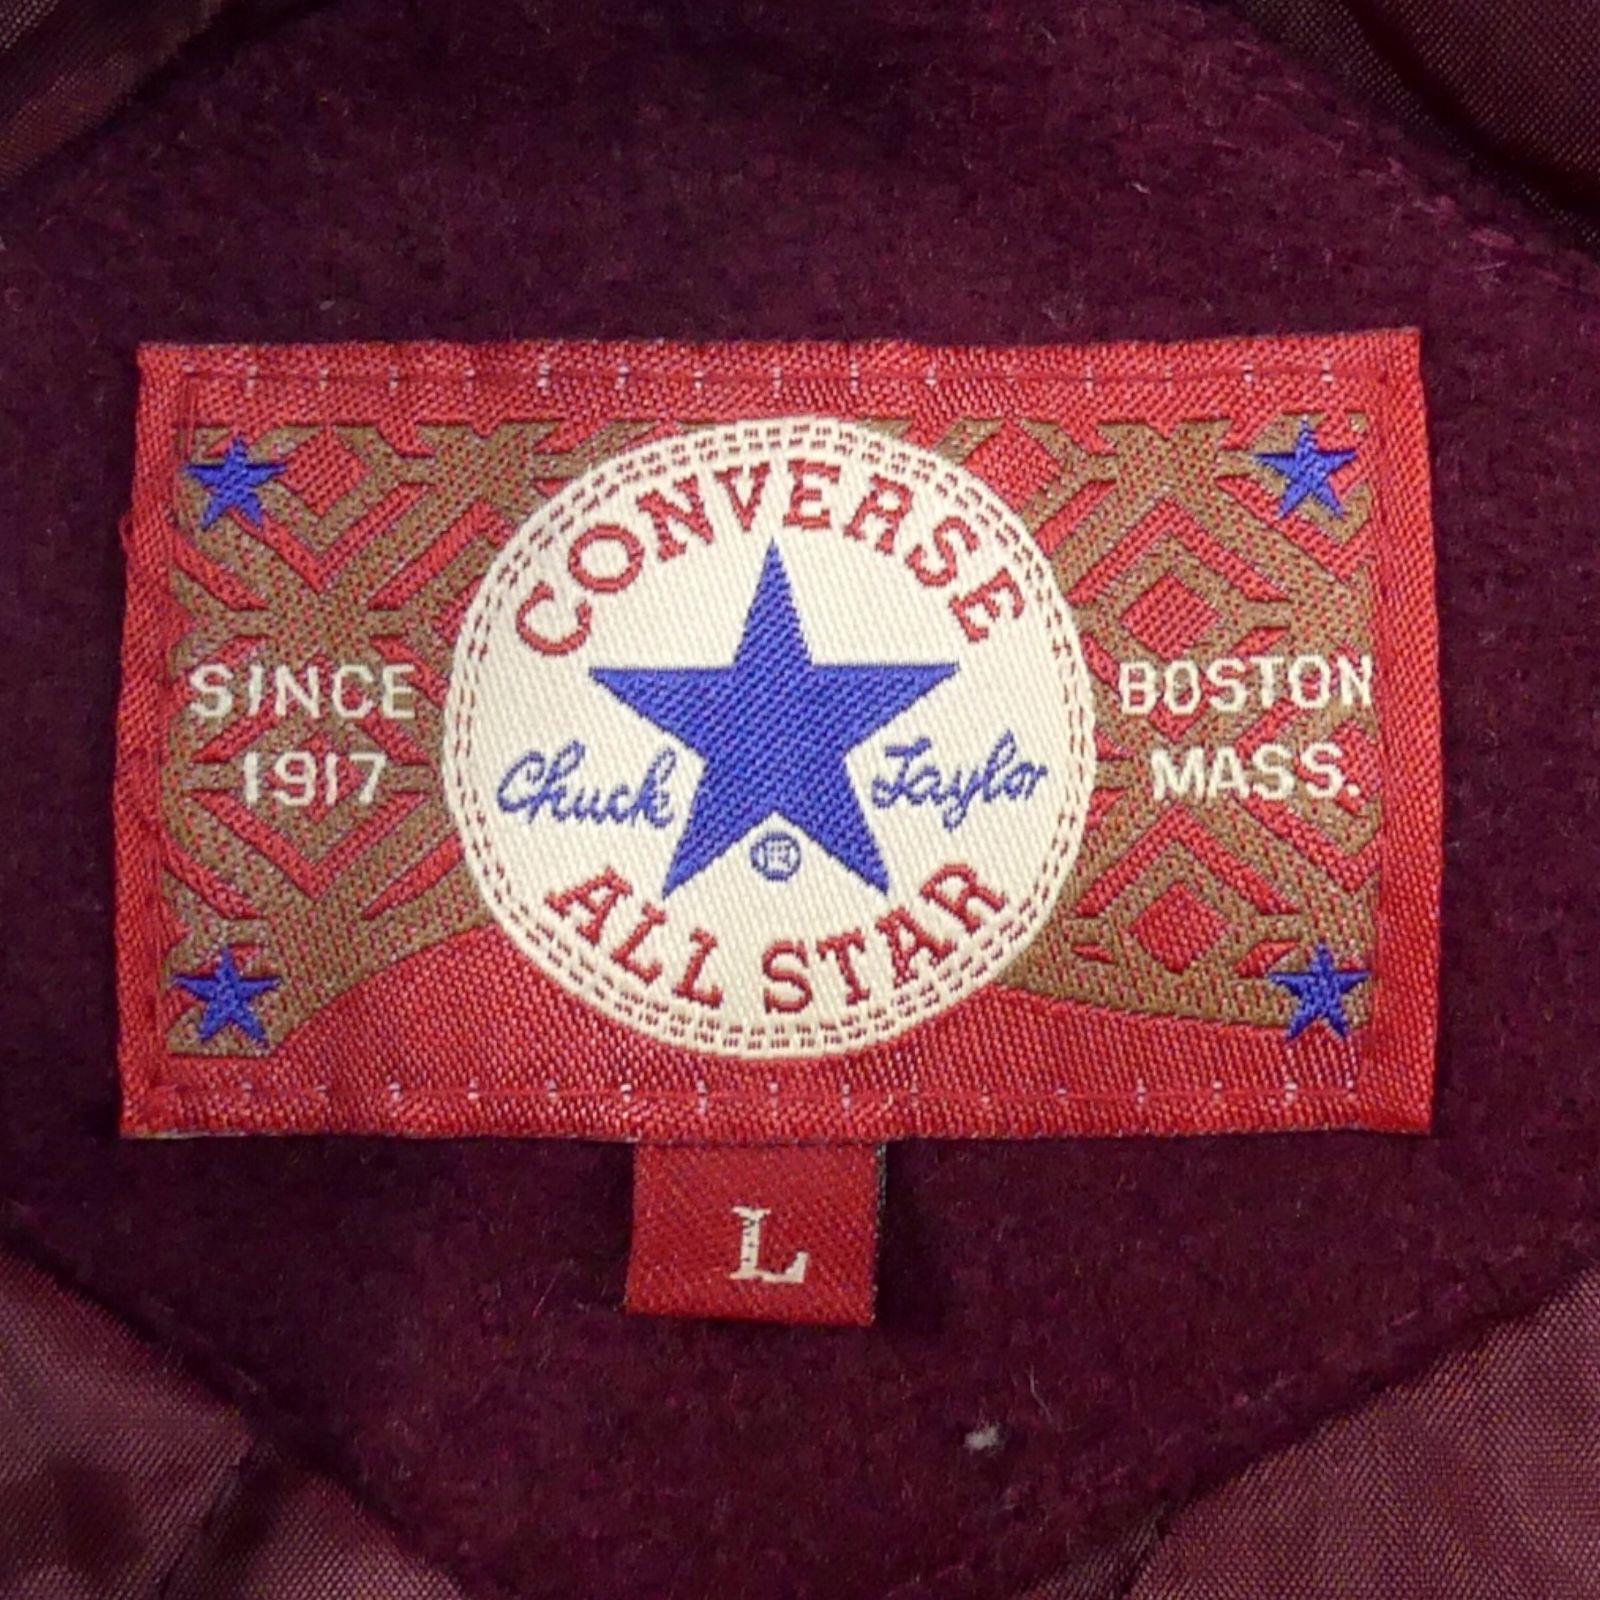 CONVERSE
SINCE
1917
Chuck Taylor
BOSTON
MASS.
®
ALL STAR
L